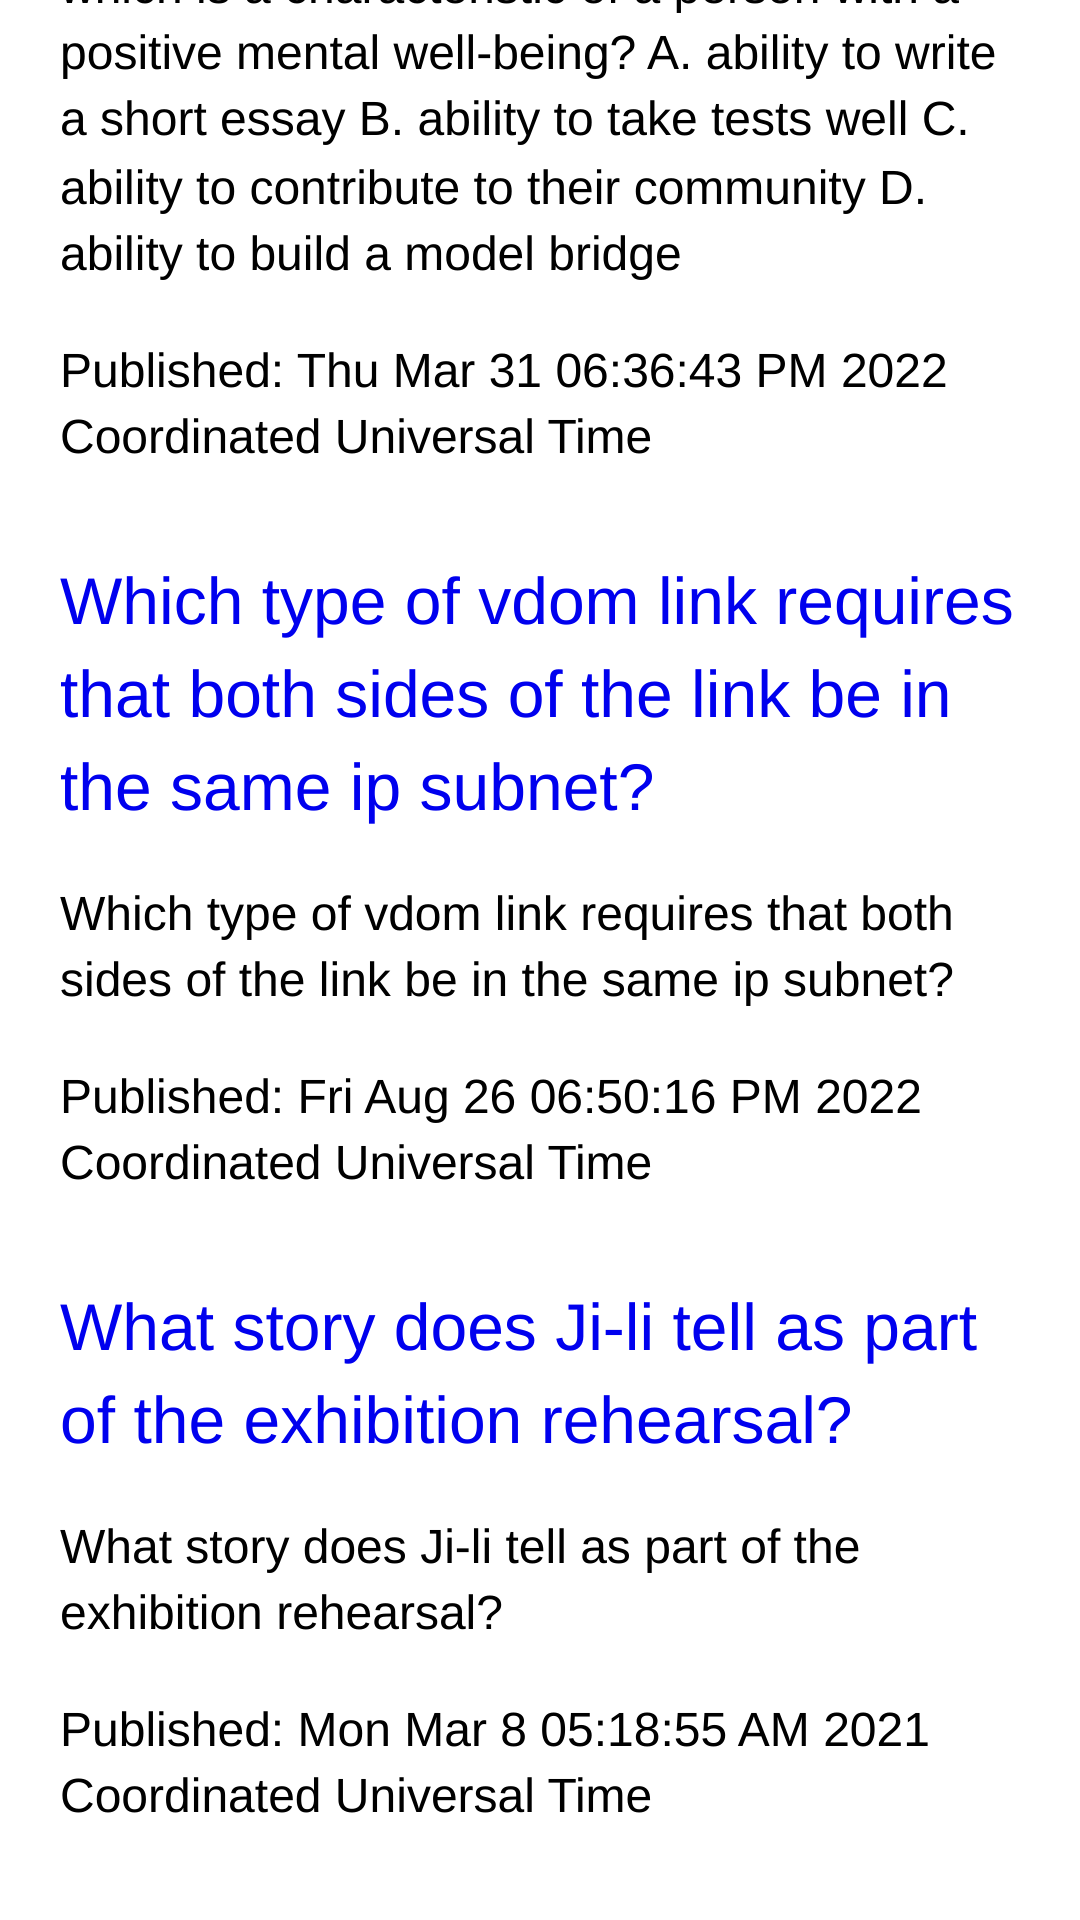 which is a characteristic of a person with a
positive mental well-being? A. ability to write
a short essay B. ability to take tests well C.
ability to contribute to their community D.
ability to build a model bridge
Published: Thu Mar 31 06:36:43 PM 2022
Coordinated Universal Time
Which type of vdom link requires
that both sides of the link be in
the same ip subnet?
Which type of vdom link requires that both
sides of the link be in the same ip subnet?
Published: Fri Aug 26 06:50:16 PM 2022
Coordinated Universal Time
What story does Ji-li tell as part
of the exhibition rehearsal?
What story does Ji-li tell as part of the
exhibition rehearsal?
Published: Mon Mar 8 05:18:55 AM 2021
Coordinated Universal Time